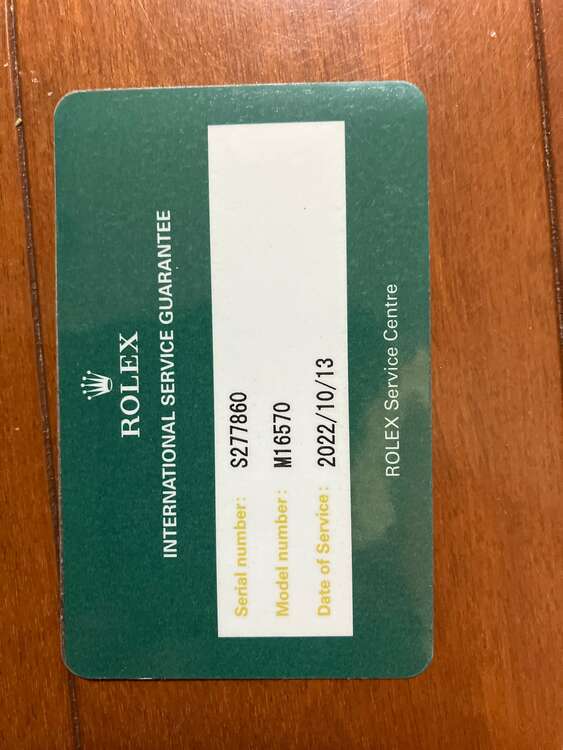 ROLEX
INTERNATIONAL SERVICE GUARANTEE
Serial number: S277860
Model number: M16570
Date of Service: 2022/10/13
ROLEX Service Centre